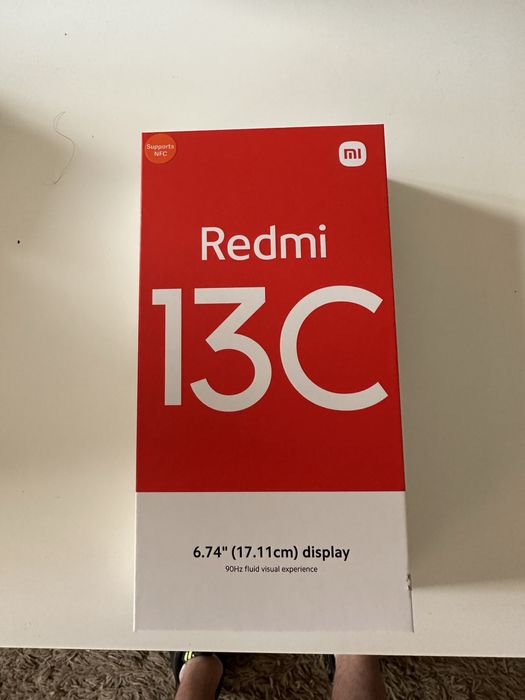 Supports
NFC
mi
Redmi
13C
6.74" (17.11cm) display
90Hz fluid visual experience